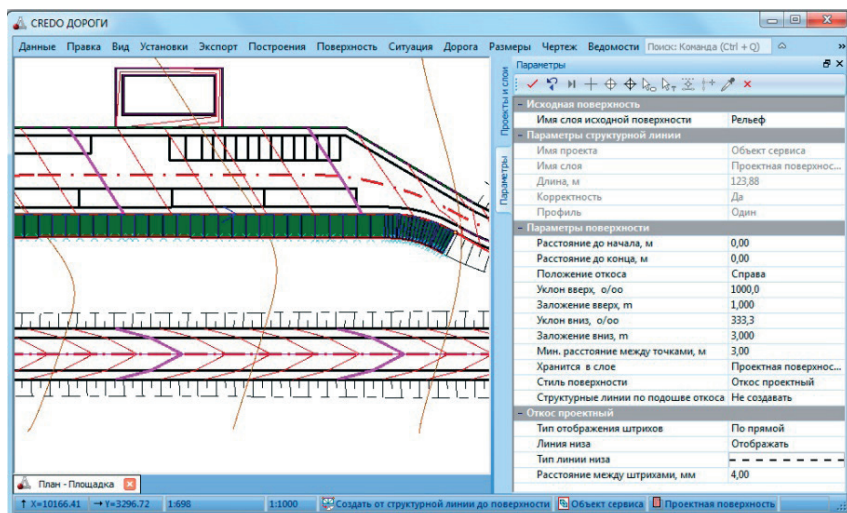 CREDO ДОРОГИ
Данные Правка Вид Установки Экспорт Построения Поверхность Ситуация Дорога Размеры Чертеж Ведомости Поиск: Команда (Ctrl + Q) »
Проекты и слои
Параметры
Параметры
− Исходная поверхность
Имя слоя исходной поверхности Рельеф
− Параметры структурной линии
Имя проекта Объект сервиса
Имя слоя Проектная поверхнос...
Длина, м 123,88
Корректность Да
Профиль Один
− Параметры поверхности
Расстояние до начала, м 0,00
Расстояние до конца, м 0,00
Положение откоса Справа
Уклон вверх, о/оо 1000,0
Заложение вверх, m 1,000
Уклон вниз, о/оо 333,3
Заложение вниз, m 3,000
Мин. расстояние между точками, м 3,00
Хранится в слое Проектная поверхнос...
Стиль поверхности Откос проектный
Структурные линии по подошве откоса Не создавать
− Откос проектный
Тип отображения штрихов По прямой
Линия низа Отображать
Тип линии низа
Расстояние между штрихами, мм 4,00
План - Площадка
X=10166.41 Y=3296.72 1:698 1:1000 Создать от структурной линии до поверхности Объект сервиса Проектная поверхность